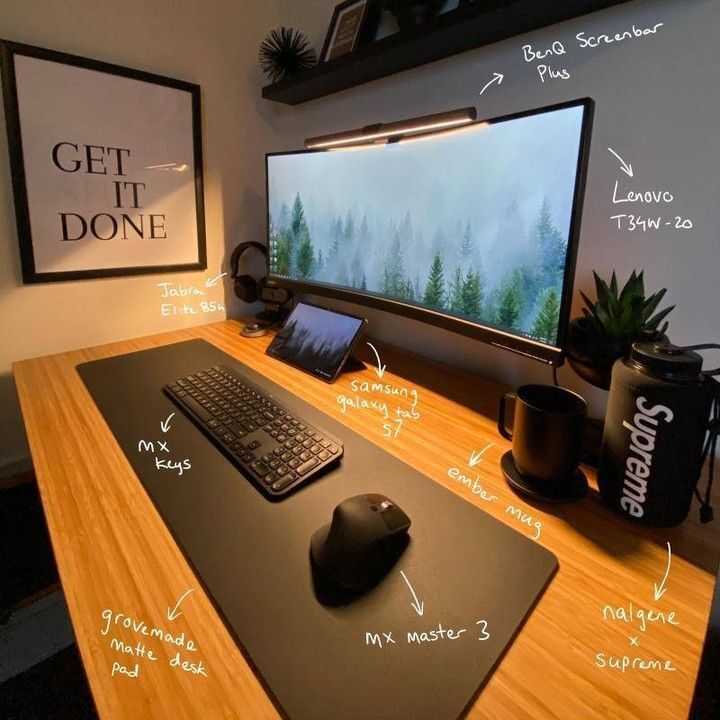 BenQ Screenbar
Plus
GET
IT
DONE
Lenovo
T34W-20
Jabra
Elite 85h
samsung
galaxy tab
S7
mx
keys
ember mug
Supreme
mx master 3
grovemade
matte desk
pad
nalgene
x
supreme